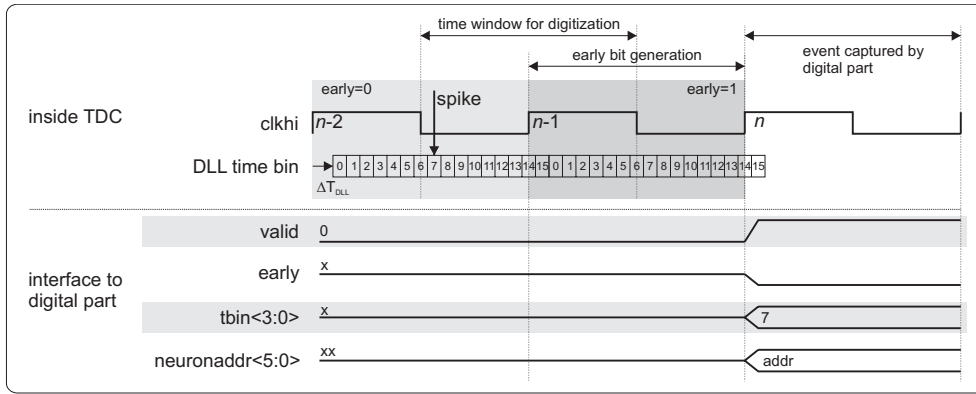 time window for digitization
early bit generation
event captured by
digital part
early=0
early=1
inside TDC
spike
clkhi
n-2
n-1
n
DLL time bin
0 1 2 3 4 5 6 7 8 9 10 11 12 13 14 15 0 1 2 3 4 5 6 7 8 9 10 11 12 13 14 15
ΔT DLL
valid
0
early
x
interface to
digital part
tbin<3:0>
x
7
neuronaddr<5:0>
xx
addr